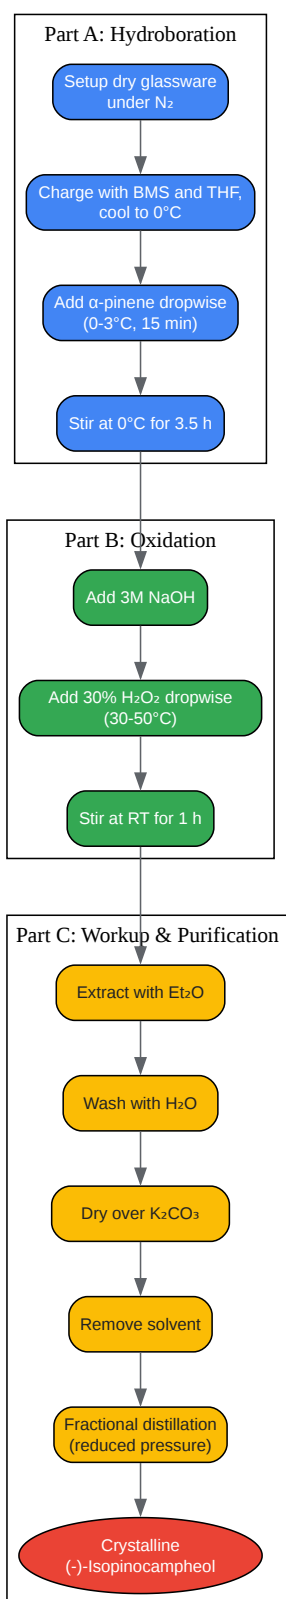 Part A: Hydroboration
Setup dry glassware
under N₂
Charge with BMS and THF,
cool to 0°C
Add α-pinene dropwise
(0-3°C, 15 min)
Stir at 0°C for 3.5 h
Part B: Oxidation
Add 3M NaOH
Add 30% H₂O₂ dropwise
(30-50°C)
Stir at RT for 1 h
Part C: Workup & Purification
Extract with Et₂O
Wash with H₂O
Dry over K₂CO₃
Remove solvent
Fractional distillation
(reduced pressure)
Crystalline
(-)-Isopinocampheol